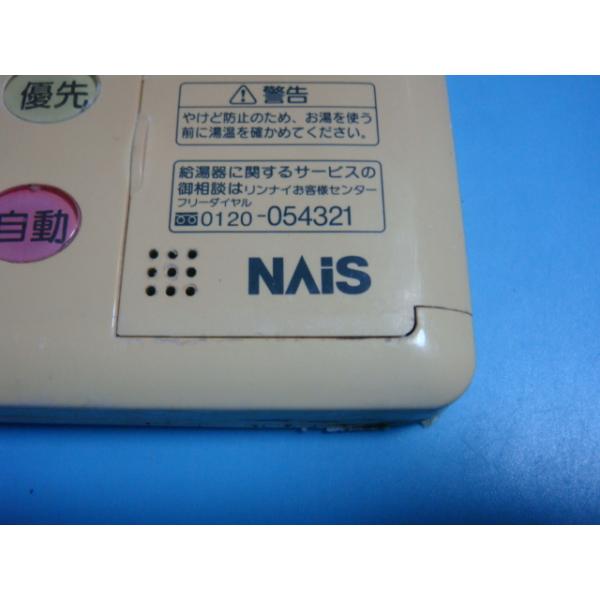 優先
⚠警告
やけど防止のため、お湯を使う
前に湯温を確かめてください。
自動
給湯器に関するサービスの
御相談はリンナイお客様センター
フリーダイヤル
0120-054321
NAiS